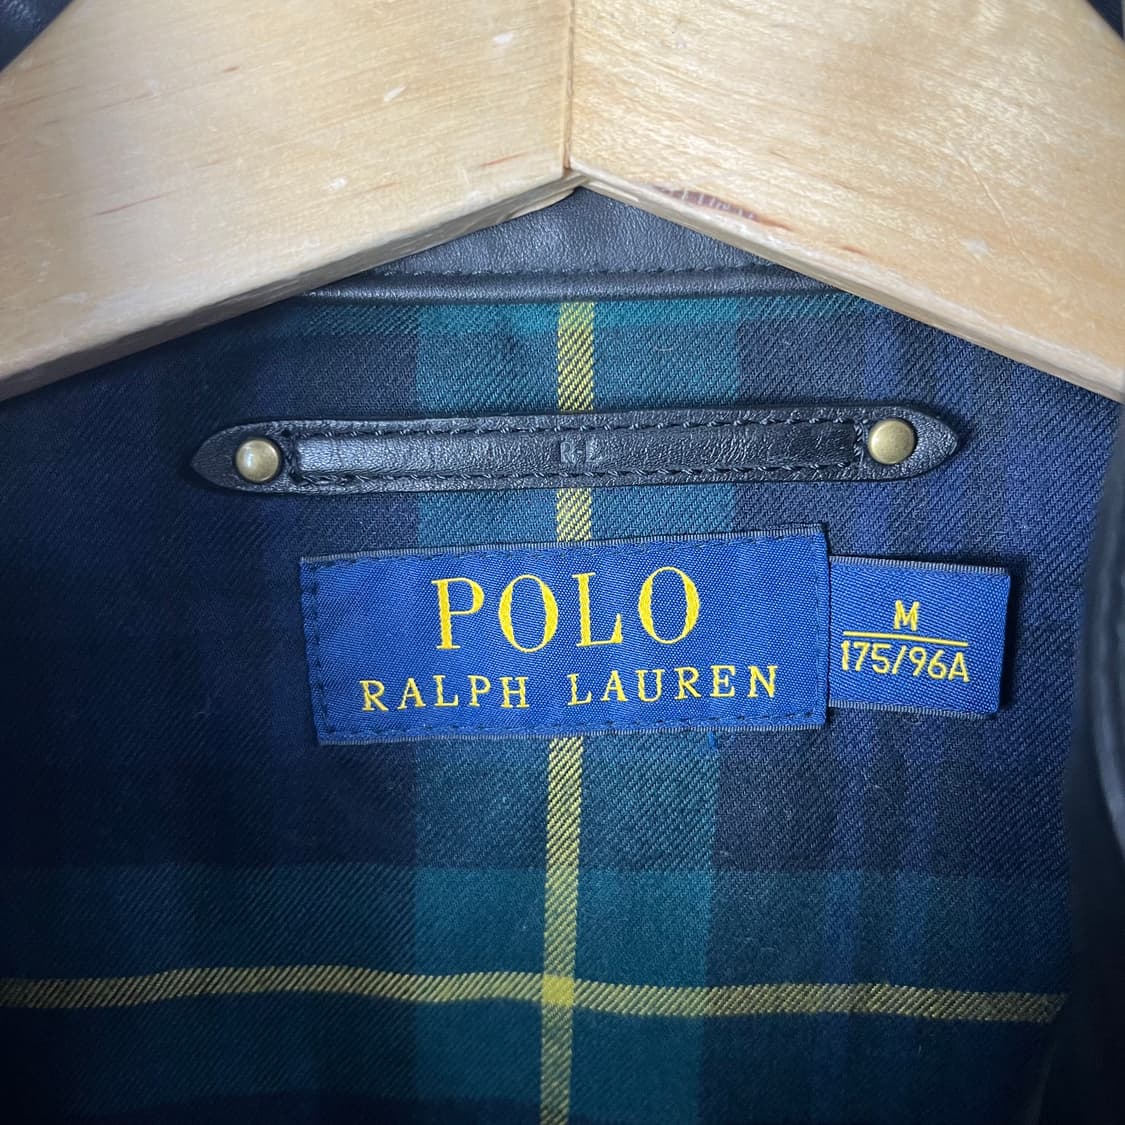 R·L
POLO
RALPH LAUREN
M
175/96A